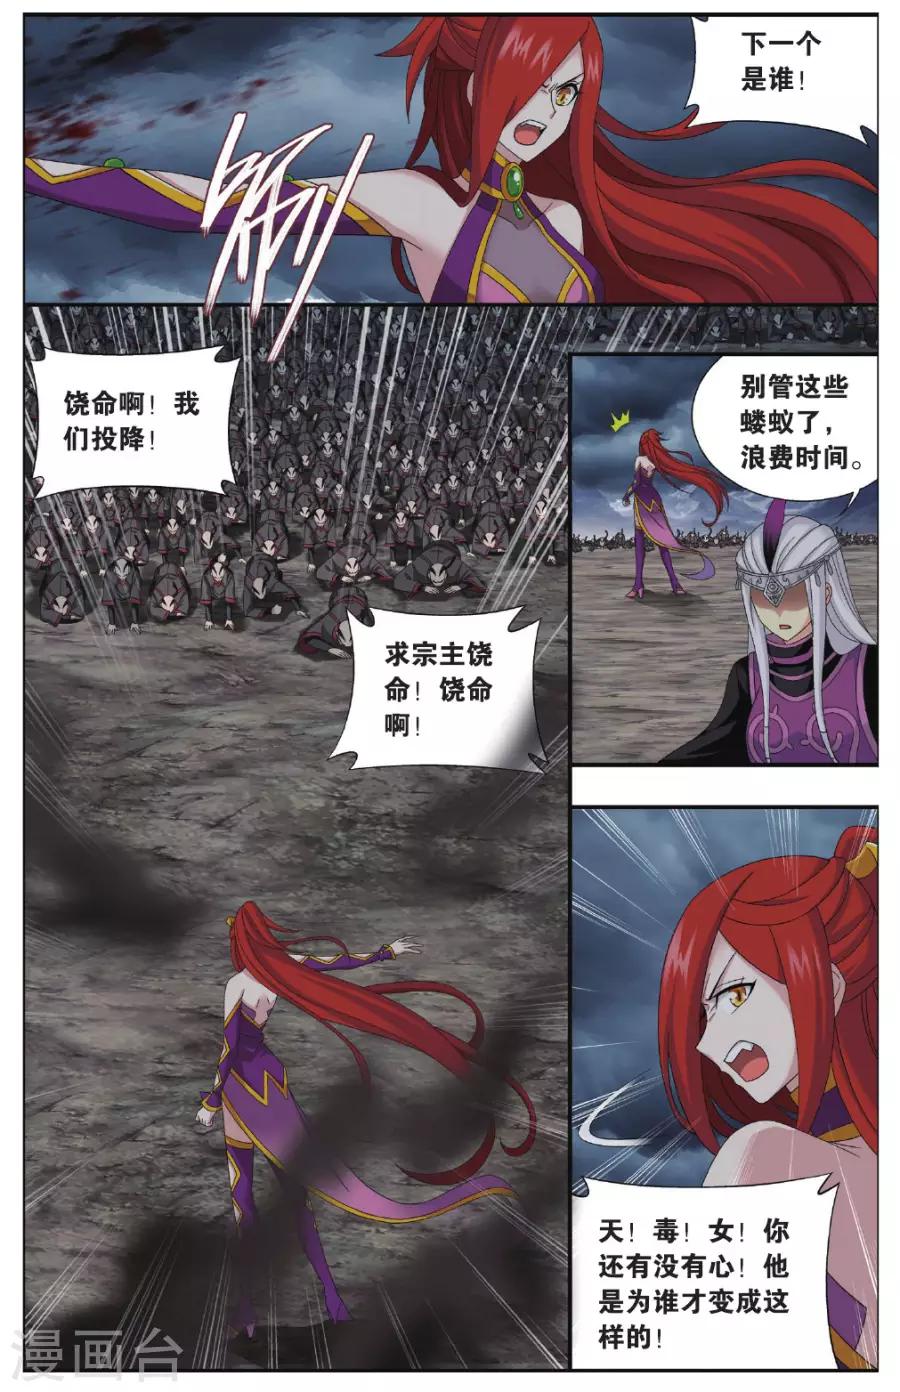 下一个
是谁！
饶命啊！我
们投降！
别管这些
蝼蚁了，
浪费时间。
求宗主饶
命！饶命
啊！
天！毒！女！你
还有没有心！他
是为谁才变成这
样的！
漫画台